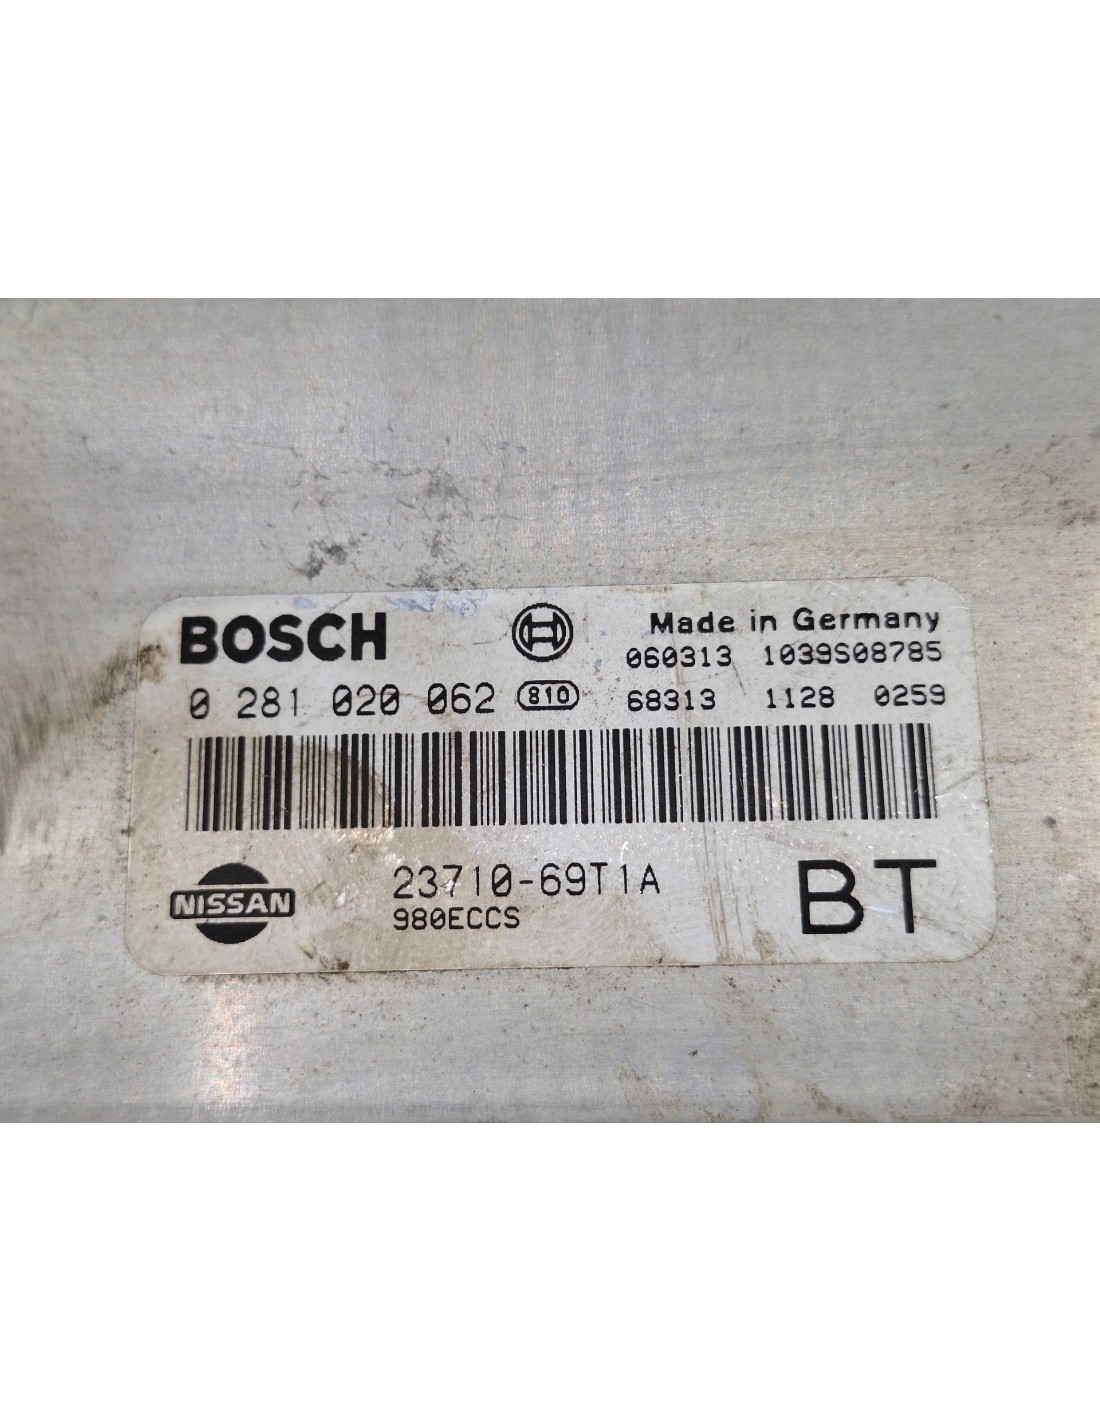 BOSCH
Made in Germany
060313 1039S08785
0 281 020 062 810 68313 1128 0259
NISSAN
23710-69T1A
980ECCS
BT